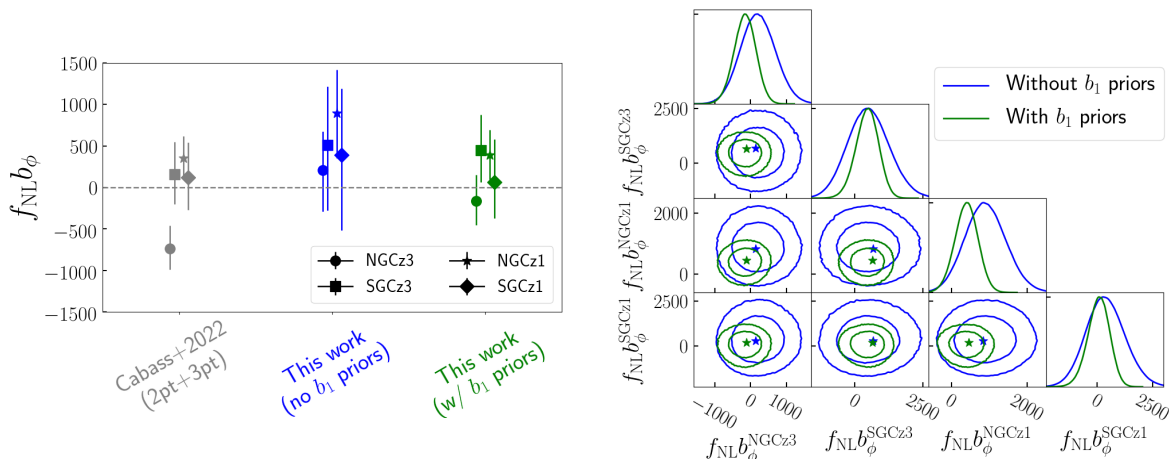 1500
1000
500
0
−500
−1000
−1500
f_NL b_ϕ
NGCz3
SGCz3
NGCz1
SGCz1
Cabass+2022
(2pt+3pt)
This work
(no b_1 priors)
This work
(w/ b_1 priors)
Without b_1 priors
With b_1 priors
2500
0
f_NL b_ϕ^SGCz3
2000
0
f_NL b_ϕ^NGCz1
2500
0
f_NL b_ϕ^SGCz1
−1000 0 1000
0 2500
0 2000
0 2500
f_NL b_ϕ^NGCz3
f_NL b_ϕ^SGCz3
f_NL b_ϕ^NGCz1
f_NL b_ϕ^SGCz1